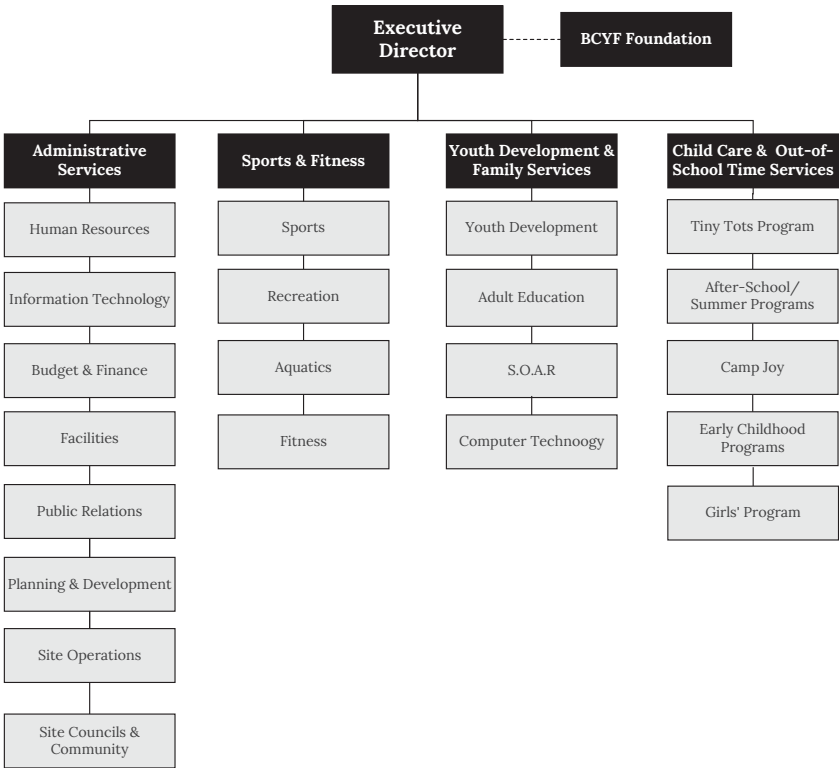 Executive
Director
BCYF Foundation
Administrative
Services
Sports & Fitness
Youth Development &
Family Services
Child Care & Out-of-
School Time Services
Human Resources
Information Technology
Budget & Finance
Facilities
Public Relations
Planning & Development
Site Operations
Site Councils &
Community
Sports
Recreation
Aquatics
Fitness
Youth Development
Adult Education
S.O.A.R
Computer Technoogy
Tiny Tots Program
After-School/
Summer Programs
Camp Joy
Early Childhood
Programs
Girls' Program